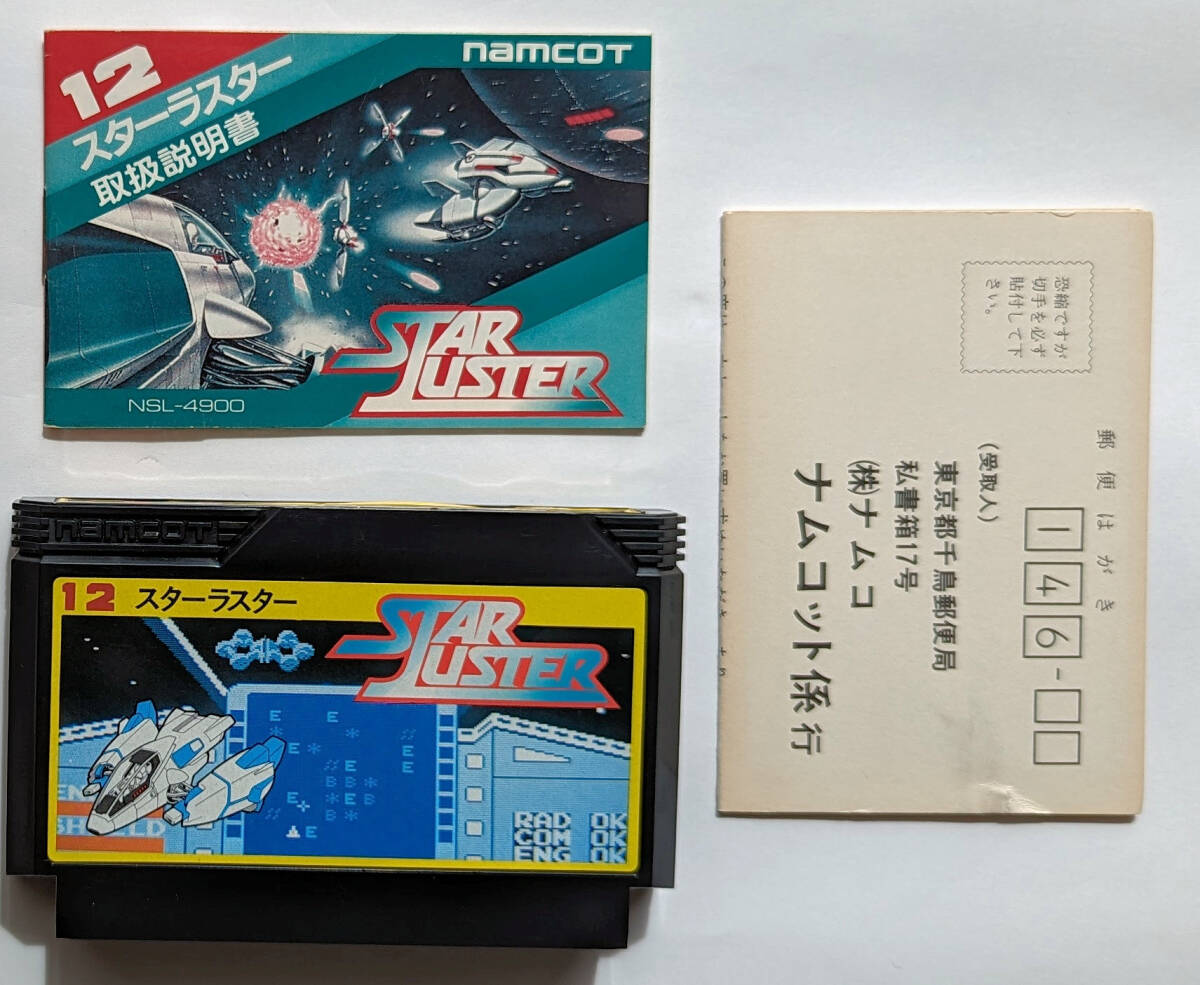 12
スターラスター
取扱説明書
namcoT
STAR
LUSTER
NSL-4900
namcoT
12 スターラスター
STAR
LUSTER
E E
*
E *
E E
B B *
E * E B
B *
E
EN
SHIELD
RAD OK
COM OK
ENG OK
恐縮ですが
切手を必ず
貼付して下
さい。
郵便はがき
146-
(受取人)
東京都千鳥郵便局
私書箱17号
(株)ナムコ
ナムコット係行